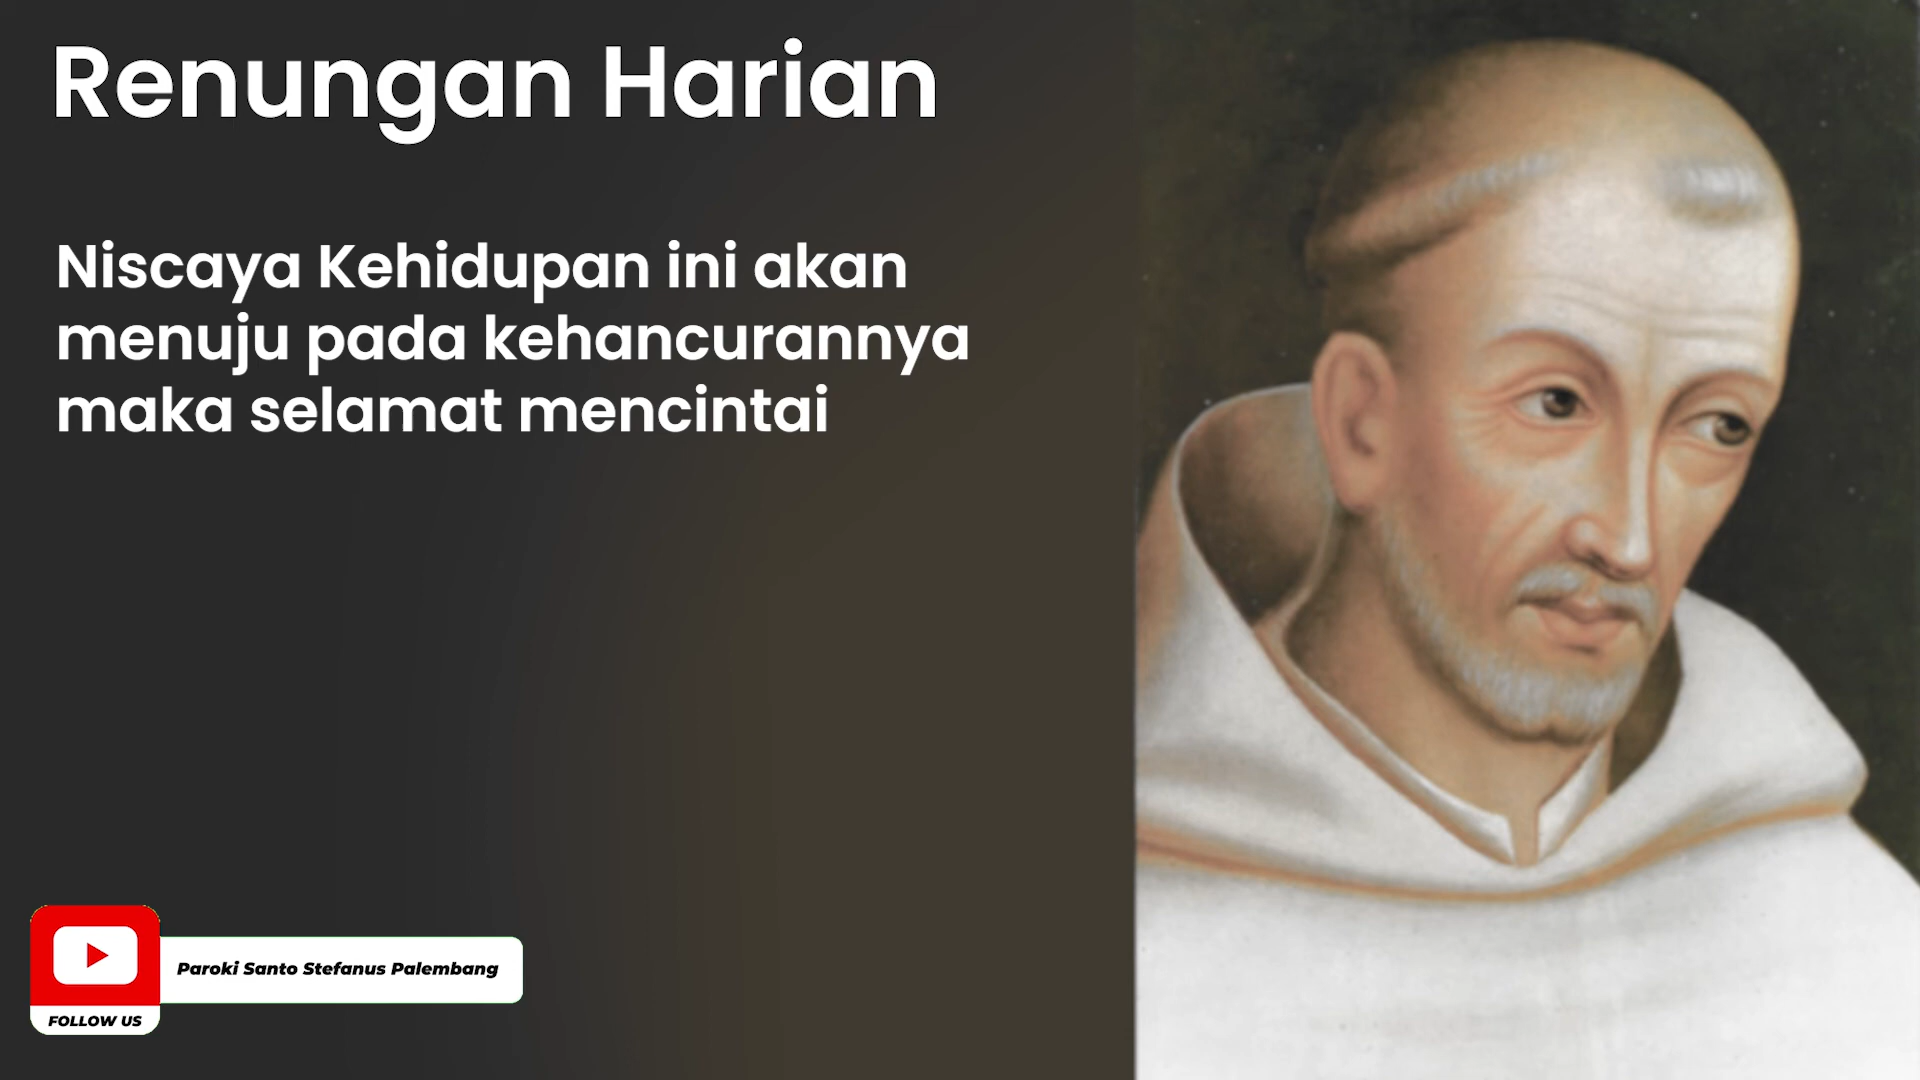 Renungan Harian
Niscaya Kehidupan ini akan
menuju pada kehancurannya
maka selamat mencintai
Paroki Santo Stefanus Palembang
FOLLOW US